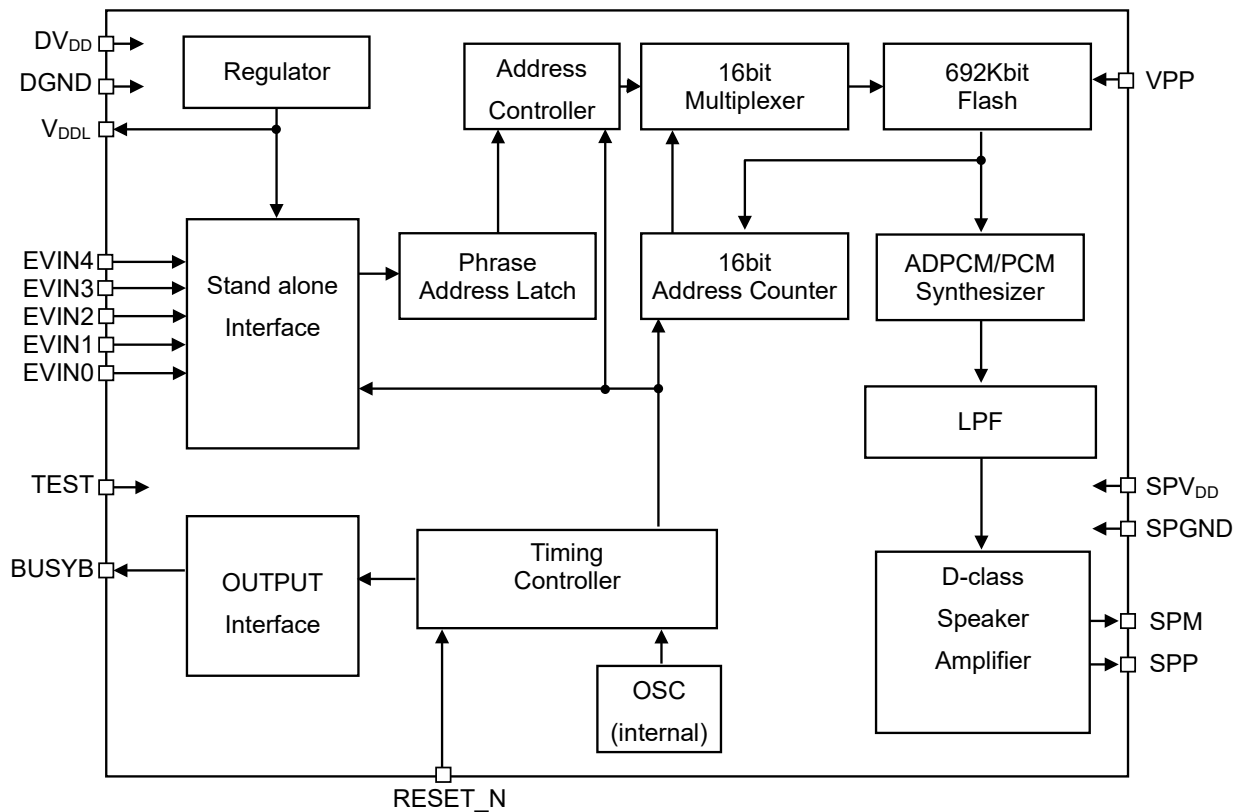 DVDD
DGND
VDDL
Regulator
Address
Controller
16bit
Multiplexer
692Kbit
Flash
VPP
EVIN4
EVIN3
EVIN2
EVIN1
EVIN0
Stand alone
Interface
Phrase
Address Latch
16bit
Address Counter
ADPCM/PCM
Synthesizer
LPF
TEST
BUSYB
OUTPUT
Interface
Timing
Controller
OSC
(internal)
D-class
Speaker
Amplifier
SPVDD
SPGND
SPM
SPP
RESET_N